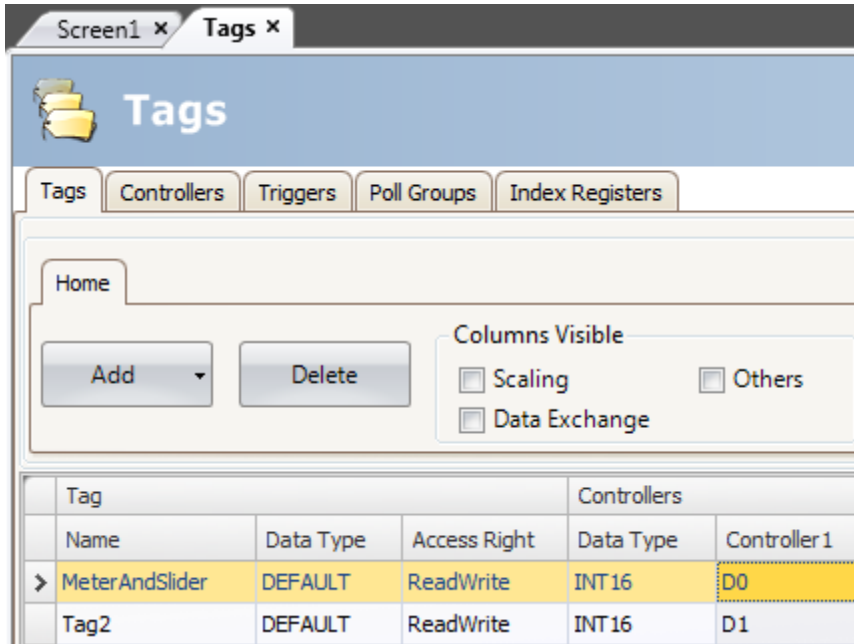 Screen1 × Tags ×
Tags
Tags Controllers Triggers Poll Groups Index Registers
Home
Columns Visible
Add Delete Scaling Others
Data Exchange
Tag Controllers
Name Data Type Access Right Data Type Controller1
MeterAndSlider DEFAULT ReadWrite INT16 D0
Tag2 DEFAULT ReadWrite INT16 D1